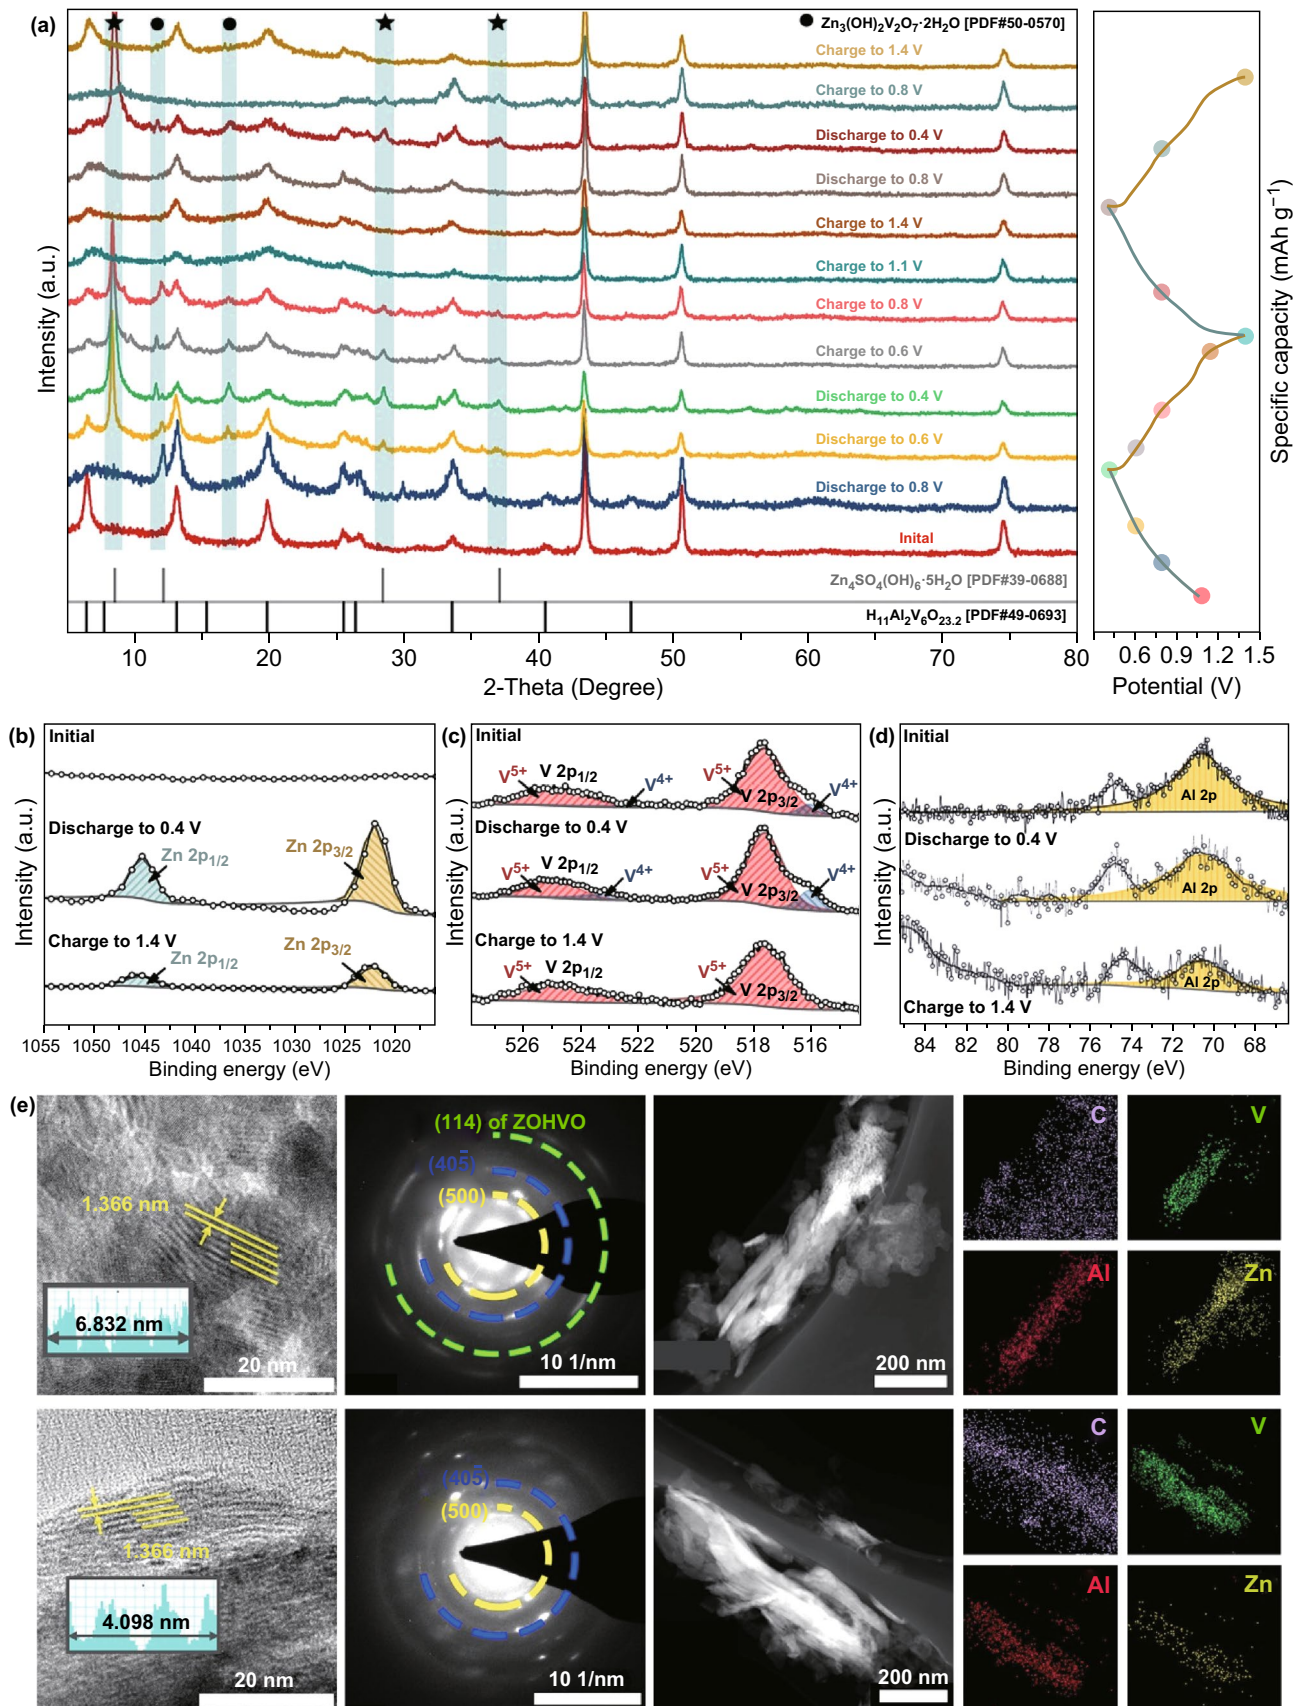 (a)
Zn3(OH)2V2O7·2H2O [PDF#50-0570]
Charge to 1.4 V
Charge to 0.8 V
Discharge to 0.4 V
Discharge to 0.8 V
Charge to 1.4 V
Charge to 1.1 V
Charge to 0.8 V
Charge to 0.6 V
Discharge to 0.4 V
Discharge to 0.6 V
Discharge to 0.8 V
Inital
Zn4SO4(OH)6·5H2O [PDF#39-0688]
H11Al2V6O23.2 [PDF#49-0693]
Intensity (a.u.)
10 20 30 40 50 60 70 80
2-Theta (Degree)
Specific capacity (mAh g−1)
0.6 0.9 1.2 1.5
Potential (V)
(b)
Initial
Discharge to 0.4 V
Zn 2p1/2
Zn 2p3/2
Charge to 1.4 V
Zn 2p1/2
Zn 2p3/2
Intensity (a.u.)
1055 1050 1045 1040 1035 1030 1025 1020
Binding energy (eV)
(c)
Initial
V5+ V 2p1/2 V4+ V5+ V 2p3/2 V4+
Discharge to 0.4 V
V5+ V 2p1/2 V4+ V5+ V 2p3/2 V4+
Charge to 1.4 V
V5+ V 2p1/2 V5+ V 2p3/2
Intensity (a.u.)
526 524 522 520 518 516
Binding energy (eV)
(d)
Initial
Al 2p
Discharge to 0.4 V
Al 2p
Al 2p
Charge to 1.4 V
Intensity (a.u.)
84 82 80 78 76 74 72 70 68
Binding energy (eV)
(e)
1.366 nm
6.832 nm
20 nm
(114) of ZOHVO
(405̅)
(500)
10 1/nm
200 nm
C
V
Al
Zn
1.366 nm
4.098 nm
20 nm
(405̅)
(500)
10 1/nm
200 nm
C
V
Al
Zn